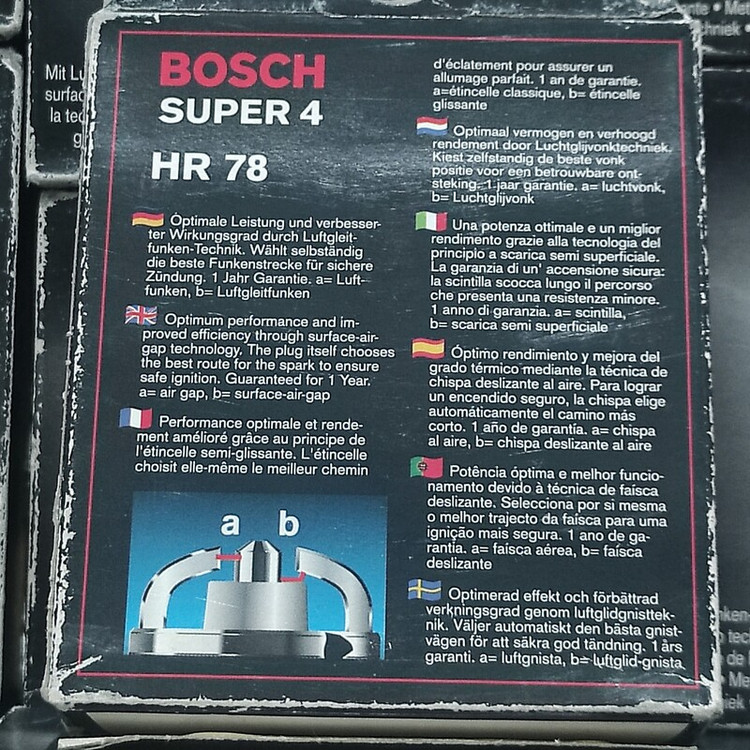 BOSCH
SUPER 4
HR 78
Optimale Leistung und verbesser-
ter Wirkungsgrad durch Luftgleit-
funken-Technik. Wählt selbständig
die beste Funkenstrecke für sichere
Zündung. 1 Jahr Garantie. a= Luft-
funken, b= Luftgleitfunken
Optimum performance and im-
proved efficiency through surface-air-
gap technology. The plug itself chooses
the best route for the spark to ensure
safe ignition. Guaranteed for 1 Year.
a= air gap, b= surface-air-gap
Performance optimale et rende-
ment amélioré grâce au principe de
l'étincelle semi-glissante. L'étincelle
choisit elle-même le meilleur chemin
a b
d'éclatement pour assurer un
allumage parfait. 1 an de garantie.
a=étincelle classique, b= étincelle
glissante
Optimaal vermogen en verhoogd
rendement door Luchtglijvonktechniek.
Kiest zelfstandig de beste vonk
positie voor een betrouwbare ont-
steking. 1 jaar garantie. a= luchtvonk,
b= Luchtglijvonk
Una potenza ottimale e un miglior
rendimento grazie alla tecnologia del
principio a scarica semi superficiale.
La garanzia di un' accensione sicura:
la scintilla scocca lungo il percorso
che presenta una resistenza minore.
1 anno di garanzia. a= scintilla,
b= scarica semi superficiale
Óptimo rendimiento y mejora del
grado térmico mediante la técnica de
chispa deslizante al aire. Para lograr
un encendido seguro, la chispa elige
automáticamente el camino más
corto. 1 año de garantía. a= chispa
al aire, b= chispa deslizante al aire
Potência óptima e melhor funcio-
namento devido à técnica de faísca
deslizante. Selecciona por si mesma
o melhor trajecto da faísca para uma
ignição mais segura. 1 ano de ga-
rantia. a= faísca aérea, b= faísca
deslizante
Optimerad effekt och förbättrad
verkningsgrad genom luftglidgnisttek-
nik. Väljer automatiskt den bästa gnist-
vägen för att säkra god tändning. 1 års
garanti. a= luftgnista, b= luftglid-gnista
Mit
la